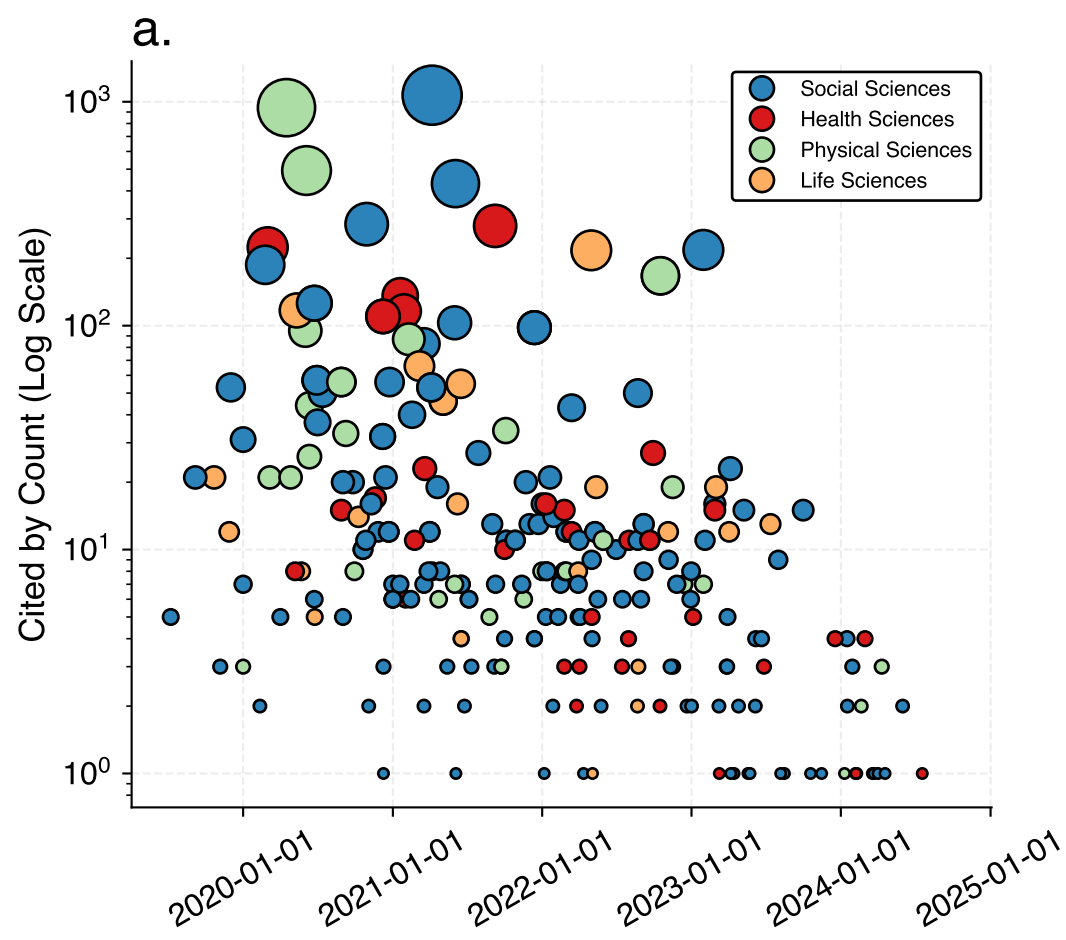 a.
Social Sciences
Health Sciences
Physical Sciences
Life Sciences
Cited by Count (Log Scale)
10³
10²
10¹
10⁰
2020-01-01
2021-01-01
2022-01-01
2023-01-01
2024-01-01
2025-01-01